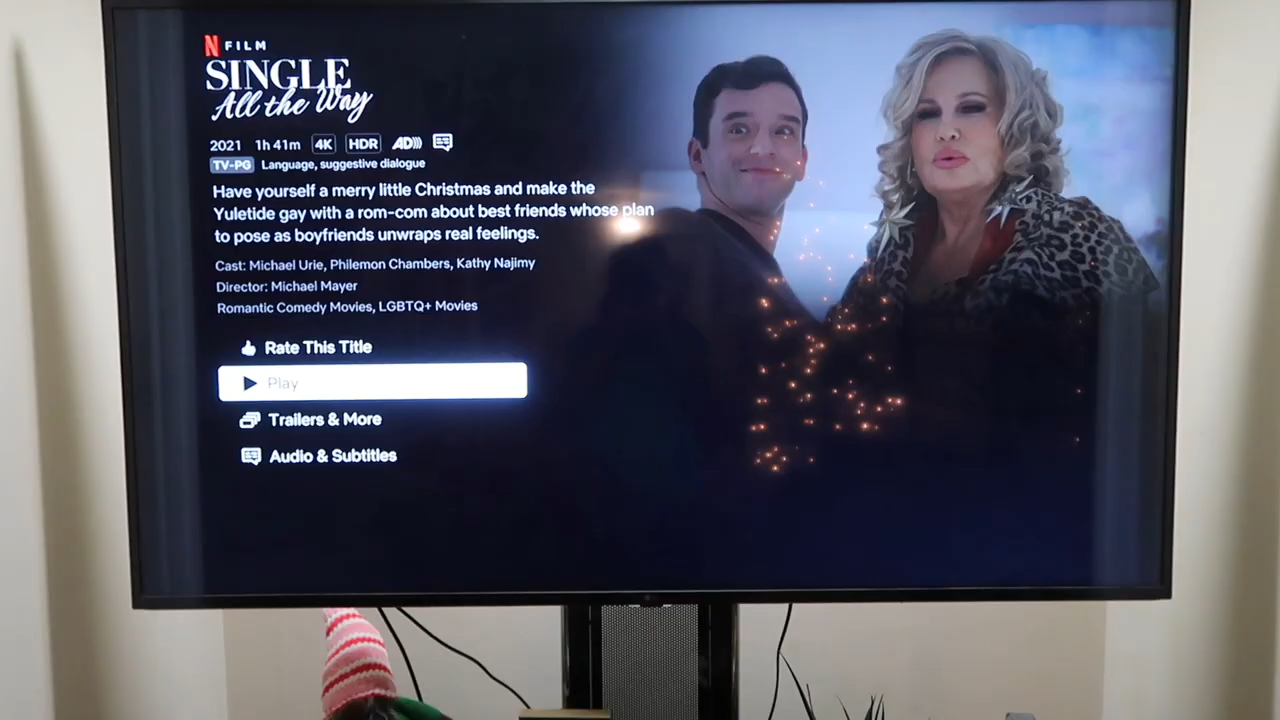 N FILM
SINGLE
All the Way
2021 1h 41m 4K HDR AD
TV-PG Language, suggestive dialogue
Have yourself a merry little Christmas and make the
Yuletide gay with a rom-com about best friends whose plan
to pose as boyfriends unwraps real feelings.
Cast: Michael Urie, Philemon Chambers, Kathy Najimy
Director: Michael Mayer
Romantic Comedy Movies, LGBTQ+ Movies
Rate This Title
Play
Trailers & More
Audio & Subtitles